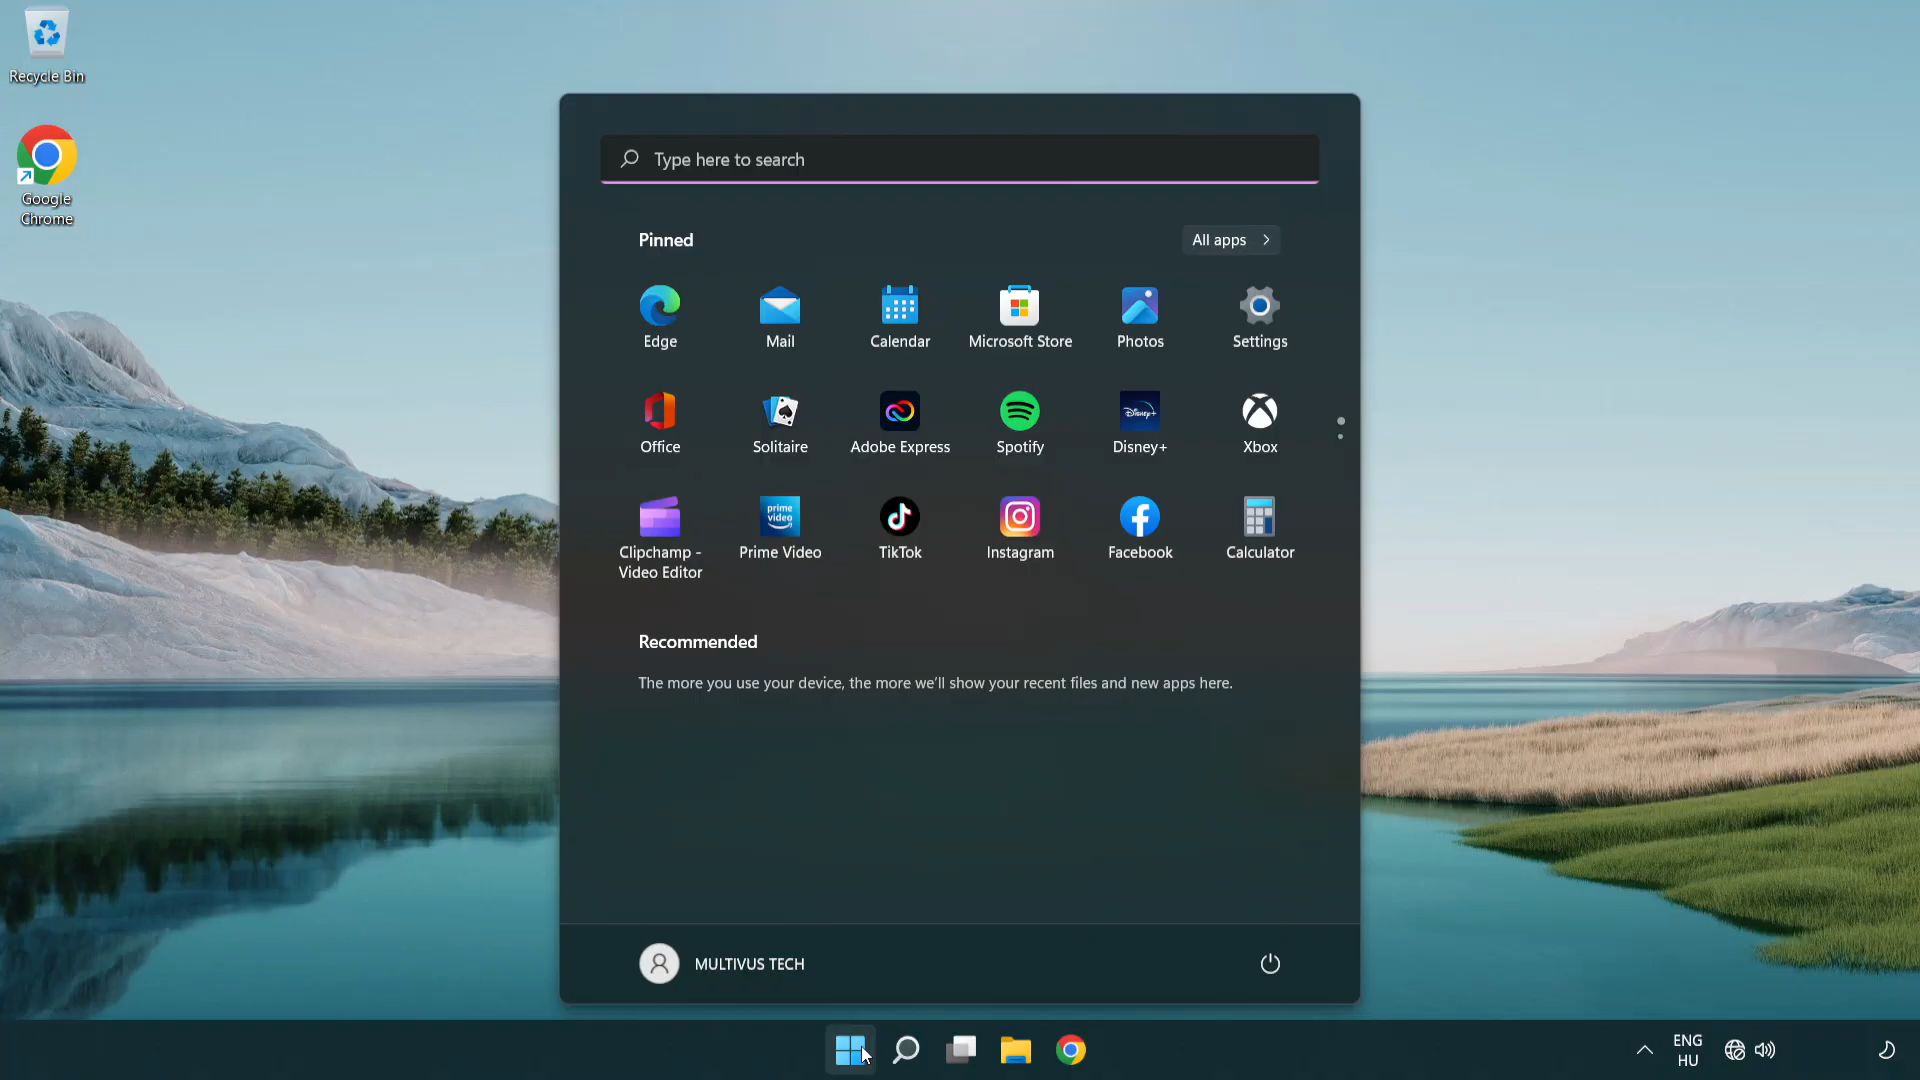 Recycle Bin
Google
Chrome
Type here to search
Pinned
All apps
Edge
Mail
Calendar
Microsoft Store
Photos
Settings
Office
Solitaire
Adobe Express
Spotify
Disney+
Disney+
Xbox
prime
video
Clipchamp -
Video Editor
Prime Video
TikTok
Instagram
Facebook
Calculator
Recommended
The more you use your device, the more we'll show your recent files and new apps here.
MULTIVUS TECH
ENG
HU